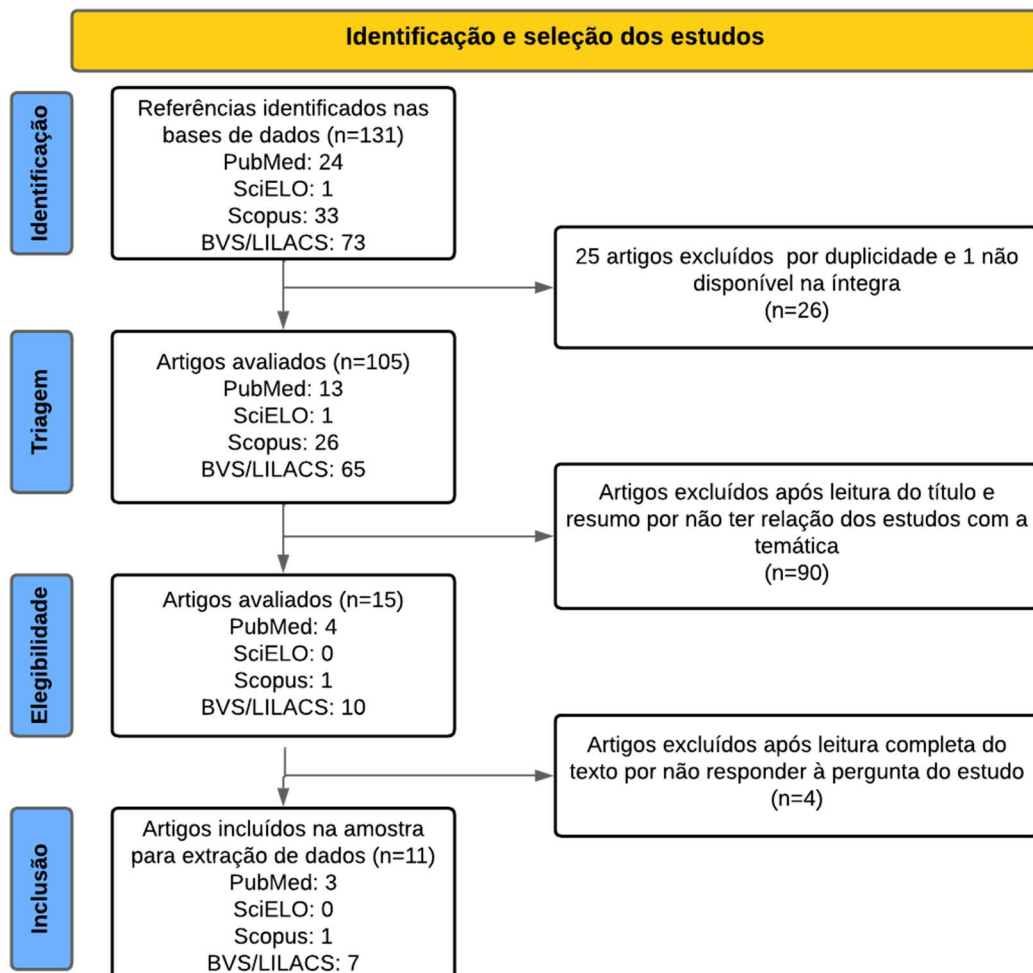 Identificação e seleção dos estudos
Identificação
Referências identificados nas
bases de dados (n=131)
PubMed: 24
SciELO: 1
Scopus: 33
BVS/LILACS: 73
25 artigos excluídos  por duplicidade e 1 não
disponível na íntegra
(n=26)
Triagem
Artigos avaliados (n=105)
PubMed: 13
SciELO: 1
Scopus: 26
BVS/LILACS: 65
Artigos excluídos após leitura do título e
resumo por não ter relação dos estudos com a
temática
(n=90)
Elegibilidade
Artigos avaliados (n=15)
PubMed: 4
SciELO: 0
Scopus: 1
BVS/LILACS: 10
Artigos excluídos após leitura completa do
texto por não responder à pergunta do estudo
(n=4)
Inclusão
Artigos incluídos na amostra
para extração de dados (n=11)
PubMed: 3
SciELO: 0
Scopus: 1
BVS/LILACS: 7